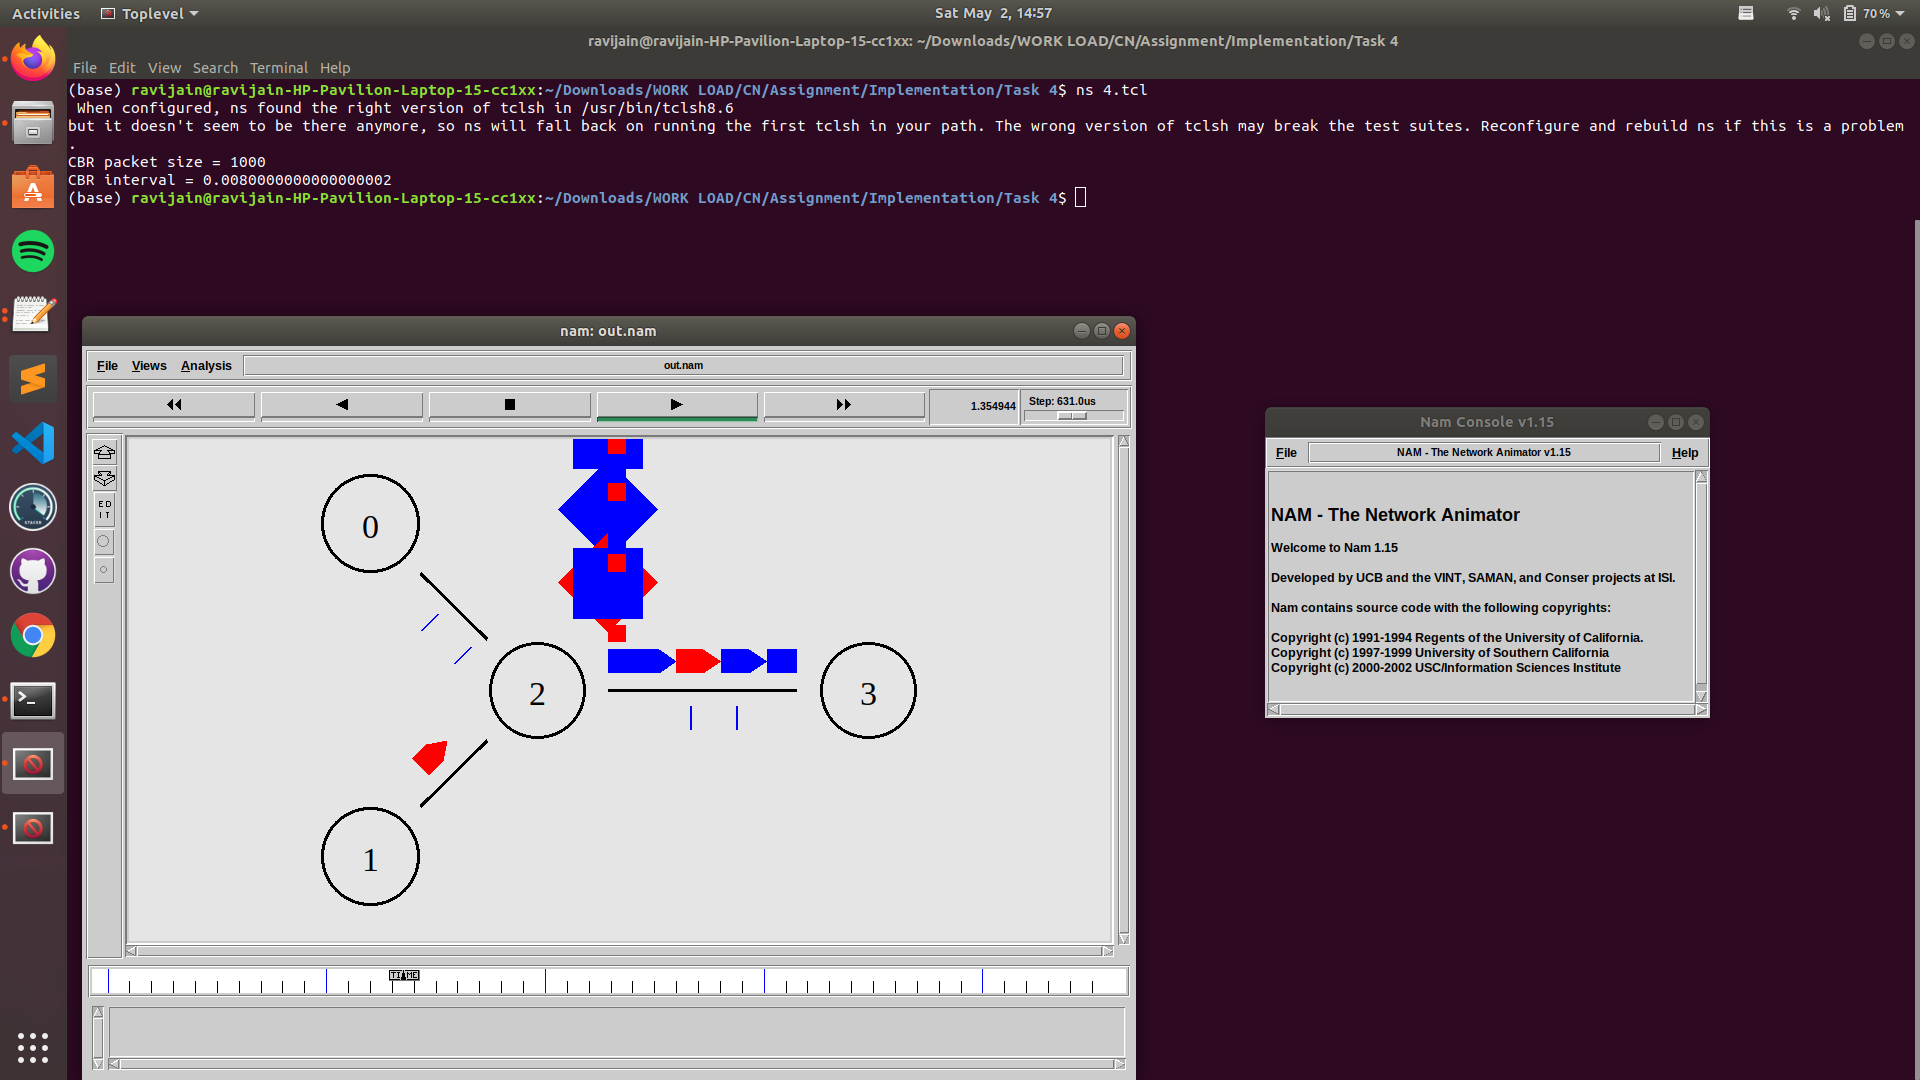 Activities
Toplevel
Sat May 2, 14:57
70 %
ravijain@ravijain-HP-Pavilion-Laptop-15-cc1xx: ~/Downloads/WORK LOAD/CN/Assignment/Implementation/Task 4
File Edit View Search Terminal Help
(base) ravijain@ravijain-HP-Pavilion-Laptop-15-cc1xx:~/Downloads/WORK LOAD/CN/Assignment/Implementation/Task 4$ ns 4.tcl
When configured, ns found the right version of tclsh in /usr/bin/tclsh8.6
but it doesn't seem to be there anymore, so ns will fall back on running the first tclsh in your path. The wrong version of tclsh may break the test suites. Reconfigure and rebuild ns if this is a problem
.
CBR packet size = 1000
CBR interval = 0.0080000000000000002
(base) ravijain@ravijain-HP-Pavilion-Laptop-15-cc1xx:~/Downloads/WORK LOAD/CN/Assignment/Implementation/Task 4$
nam: out.nam
File Views Analysis
out.nam
1.354944
Step: 631.0us
ED
IT
0
2
3
1
TIME
Nam Console v1.15
File
NAM - The Network Animator v1.15
Help
NAM - The Network Animator
Welcome to Nam 1.15
Developed by UCB and the VINT, SAMAN, and Conser projects at ISI.
Nam contains source code with the following copyrights:
Copyright (c) 1991-1994 Regents of the University of California.
Copyright (c) 1997-1999 University of Southern California
Copyright (c) 2000-2002 USC/Information Sciences Institute
STACER